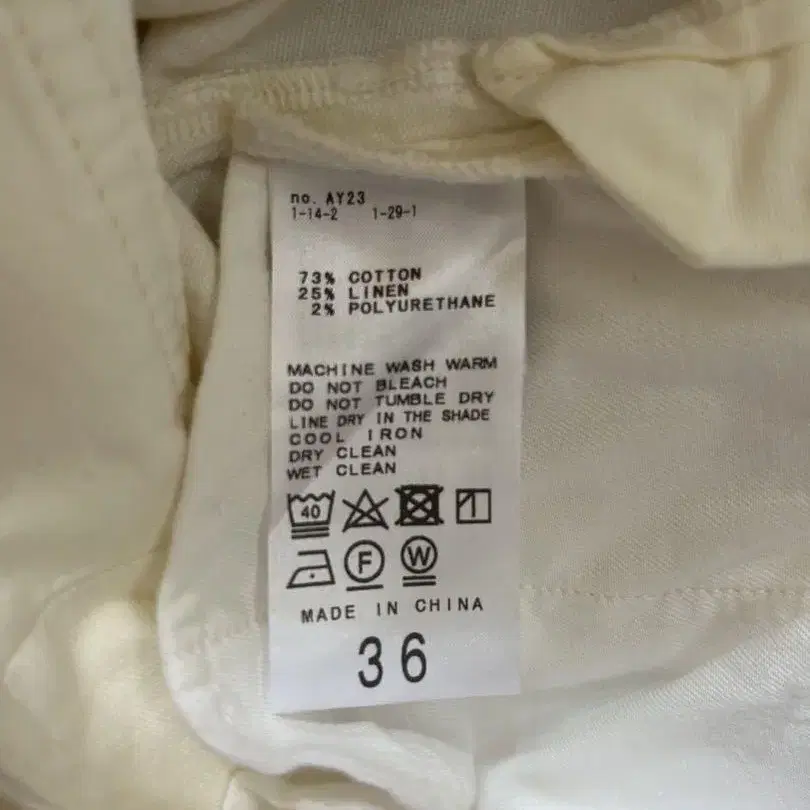 no. AY23
1-14-2 1-29-1
73% COTTON
25% LINEN
2% POLYURETHANE
MACHINE WASH WARM
DO NOT BLEACH
DO NOT TUMBLE DRY
LINE DRY IN THE SHADE
COOL IRON
DRY CLEAN
WET CLEAN
40
F W
MADE IN CHINA
36